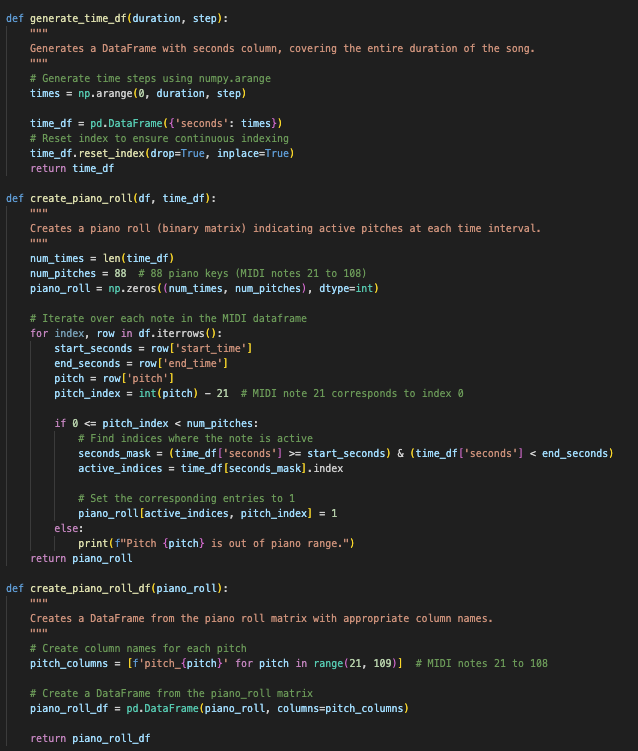 def generate_time_df(duration, step):
    """
    Generates a DataFrame with seconds column, covering the entire duration of the song.
    """
    # Generate time steps using numpy.arange
    times = np.arange(0, duration, step)

    time_df = pd.DataFrame({'seconds': times})
    # Reset index to ensure continuous indexing
    time_df.reset_index(drop=True, inplace=True)
    return time_df

def create_piano_roll(df, time_df):
    """
    Creates a piano roll (binary matrix) indicating active pitches at each time interval.
    """
    num_times = len(time_df)
    num_pitches = 88  # 88 piano keys (MIDI notes 21 to 108)
    piano_roll = np.zeros((num_times, num_pitches), dtype=int)

    # Iterate over each note in the MIDI dataframe
    for index, row in df.iterrows():
        start_seconds = row['start_time']
        end_seconds = row['end_time']
        pitch = row['pitch']
        pitch_index = int(pitch) - 21  # MIDI note 21 corresponds to index 0

        if 0 <= pitch_index < num_pitches:
            # Find indices where the note is active
            seconds_mask = (time_df['seconds'] >= start_seconds) & (time_df['seconds'] < end_seconds)
            active_indices = time_df[seconds_mask].index

            # Set the corresponding entries to 1
            piano_roll[active_indices, pitch_index] = 1
        else:
            print(f"Pitch {pitch} is out of piano range.")
    return piano_roll

def create_piano_roll_df(piano_roll):
    """
    Creates a DataFrame from the piano roll matrix with appropriate column names.
    """
    # Create column names for each pitch
    pitch_columns = [f'pitch_{pitch}' for pitch in range(21, 109)]  # MIDI notes 21 to 108

    # Create a DataFrame from the piano_roll matrix
    piano_roll_df = pd.DataFrame(piano_roll, columns=pitch_columns)

    return piano_roll_df